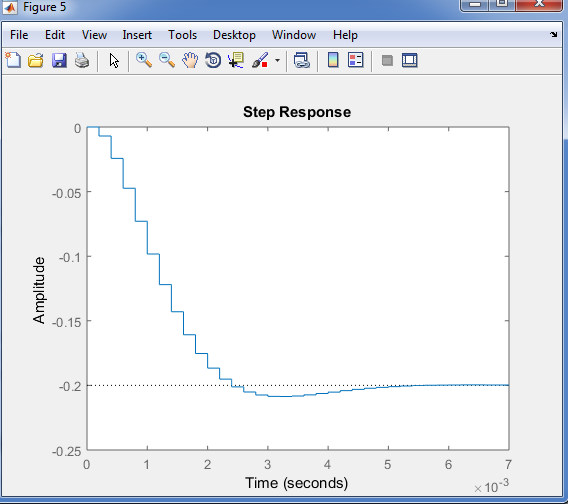 Figure 5
File Edit View Insert Tools Desktop Window Help
Step Response
0
-0.05
-0.1
-0.15
-0.2
-0.25
Amplitude
0 1 2 3 4 5 6 7
Time (seconds)
×10-3